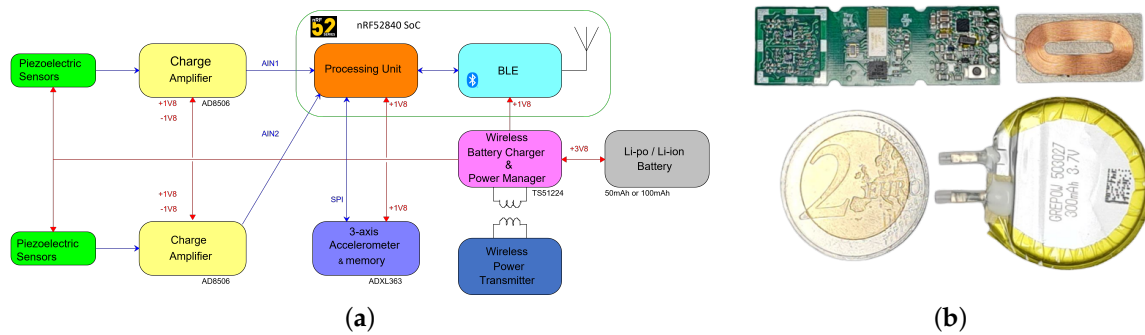 nRF52840 SoC
52
SERIES
Piezoelectric
Sensors
Charge
Amplifier
+1V8
-1V8
AD8506
AIN1
Processing Unit
+1V8
BLE
+1V8
AIN2
Wireless
Battery Charger
&
Power Manager
TS51224
+3V8
Li-po / Li-ion
Battery
50mAh or 100mAh
+1V8
-1V8
SPI
+1V8
Piezoelectric
Sensors
Charge
Amplifier
AD8506
3-axis
Accelerometer
& memory
ADXL363
Wireless
Power
Transmitter
2
EURO
GREPOW 500027
300mAh 3.7V
(a)
(b)